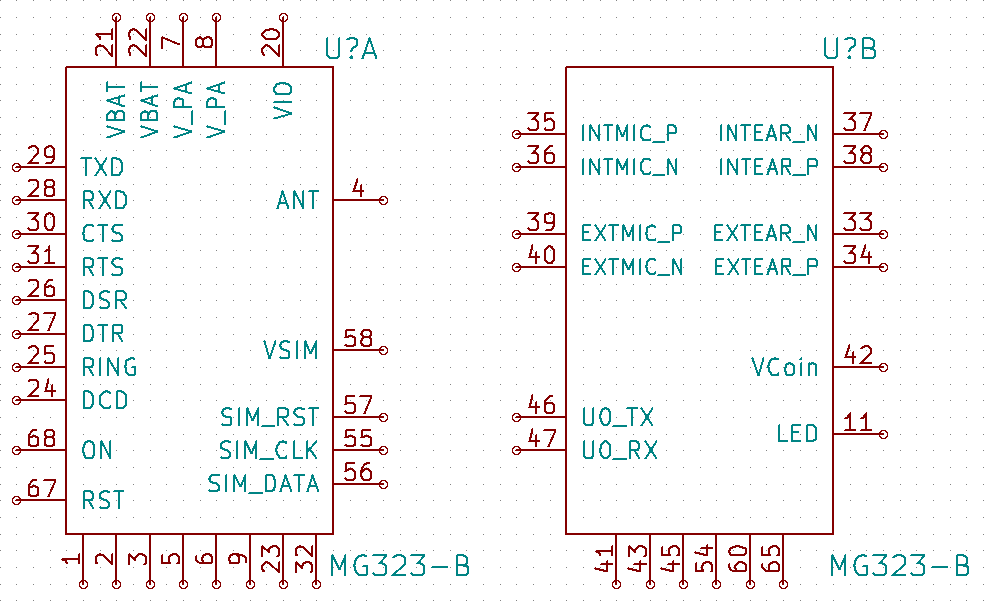 21 22 7 8 20
U?A
VBAT VBAT V_PA V_PA VIO
29 TXD
28 RXD
ANT 4
30 CTS
31 RTS
26 DSR
27 DTR
VSIM 58
25 RING
24 DCD
SIM_RST 57
68 ON
SIM_CLK 55
SIM_DATA 56
67 RST
1 2 3 5 6 9 23 32
MG323-B
U?B
35 INTMIC_P INTEAR_N 37
36 INTMIC_N INTEAR_P 38
39 EXTMIC_P EXTEAR_N 33
40 EXTMIC_N EXTEAR_P 34
VCoin 42
46 U0_TX
LED 11
47 U0_RX
41 43 45 54 60 65
MG323-B